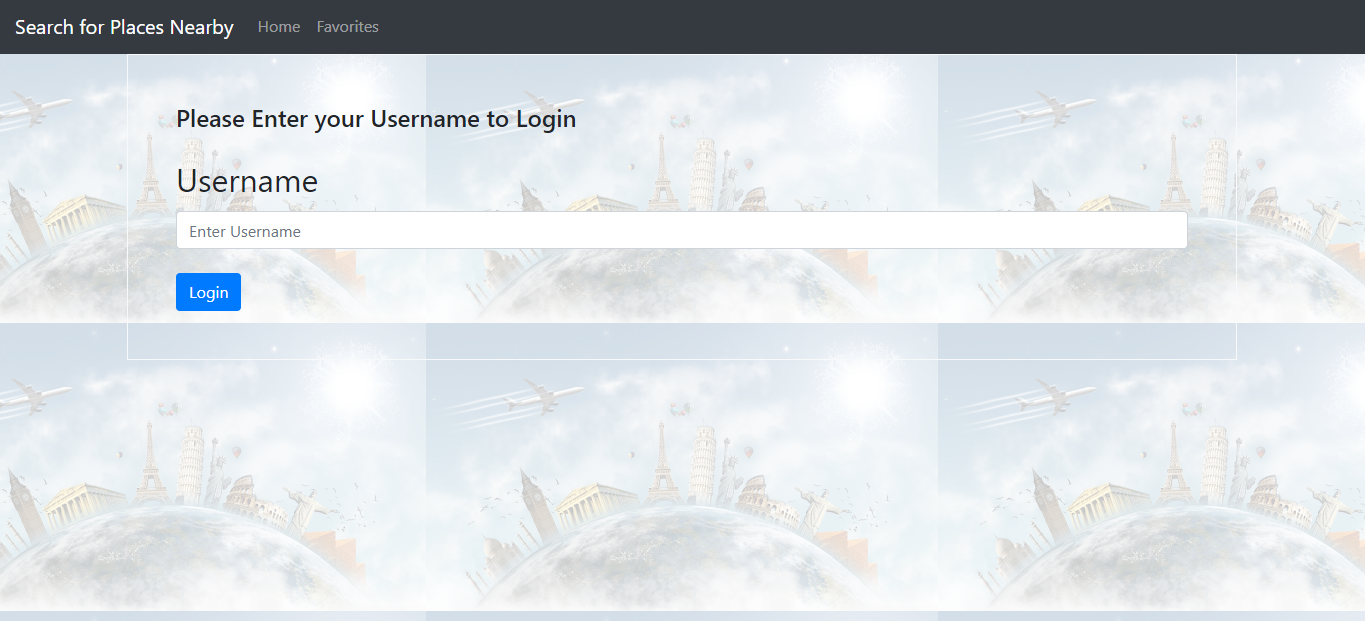 Search for Places Nearby Home Favorites
Please Enter your Username to Login
Username
Enter Username
Login